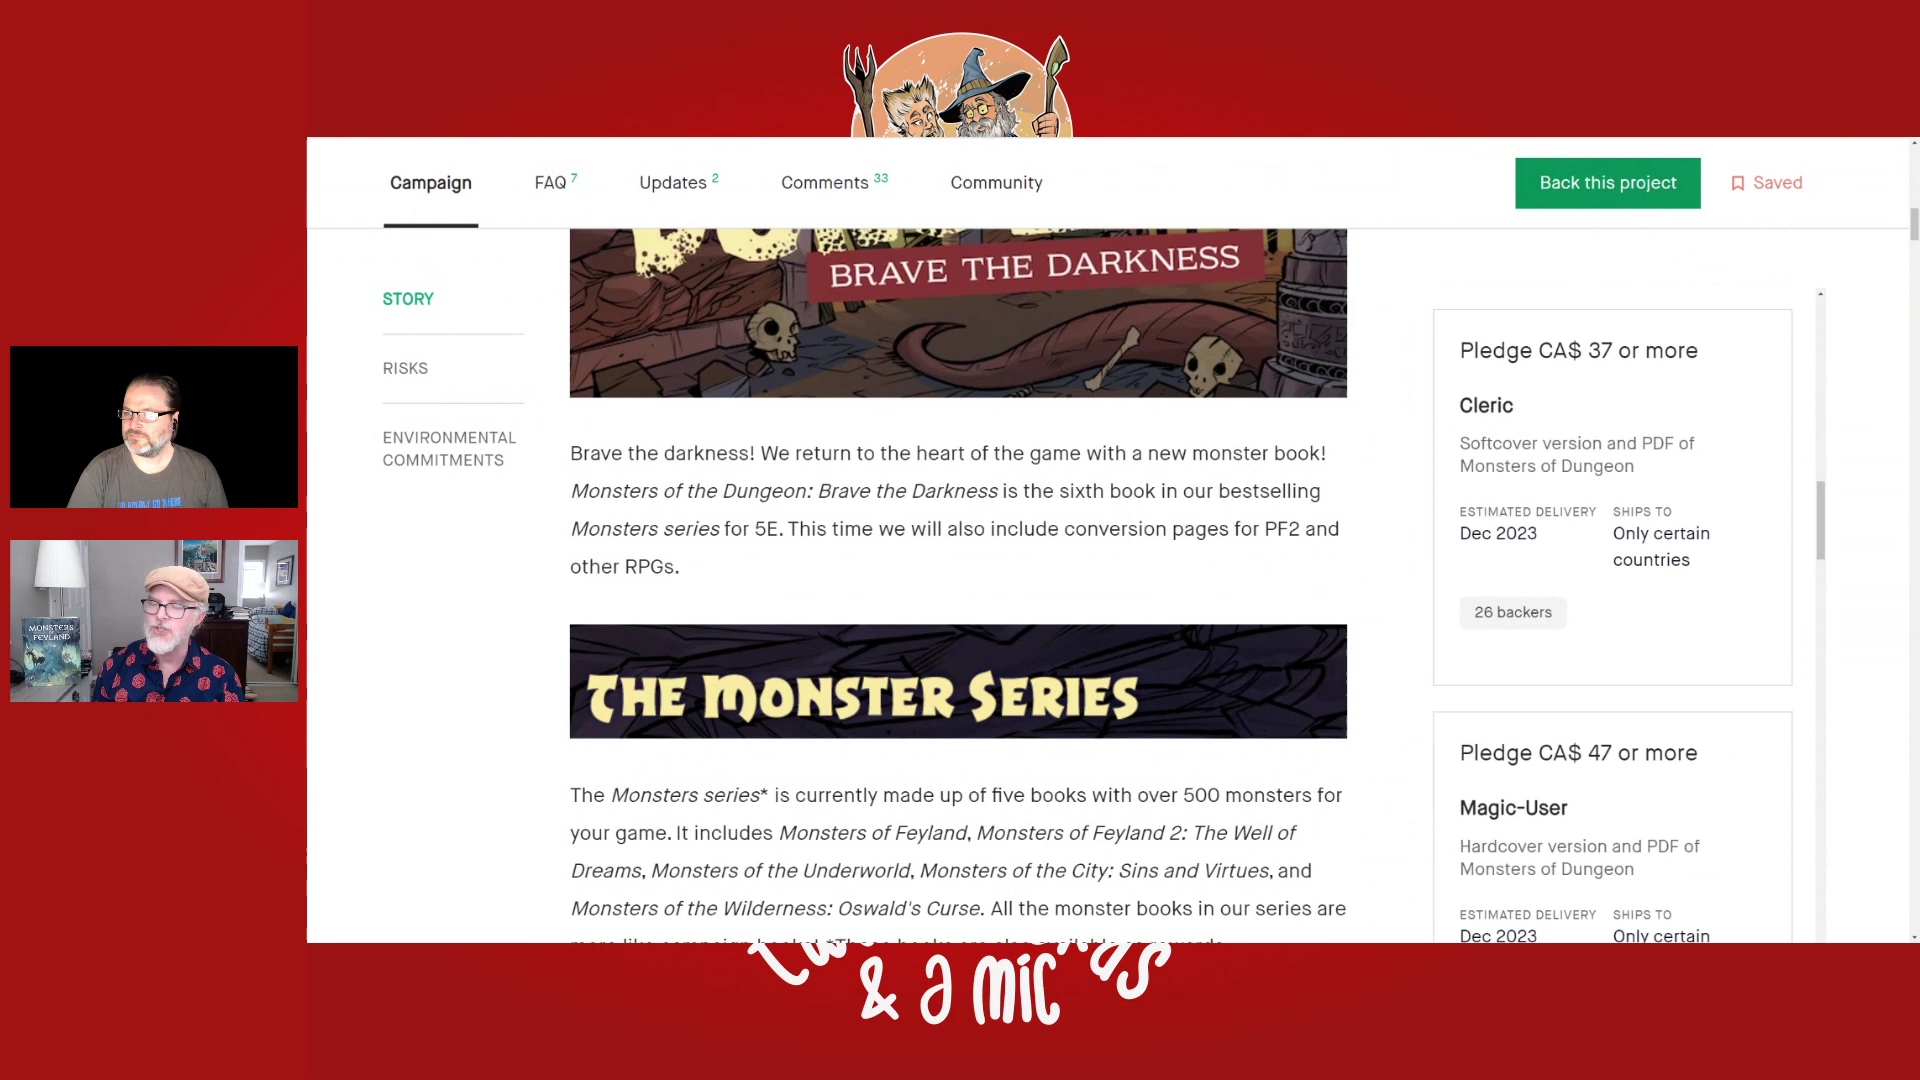 Campaign
FAQ 7
Updates 2
Comments 33
Community
Back this project
Saved
STORY
RISKS
ENVIRONMENTAL
COMMITMENTS
BRAVE THE DARKNESS
Brave the darkness! We return to the heart of the game with a new monster book!
Monsters of the Dungeon: Brave the Darkness is the sixth book in our bestselling
Monsters series for 5E. This time we will also include conversion pages for PF2 and
other RPGs.
THE MONSTER SERIES
The Monsters series* is currently made up of five books with over 500 monsters for
your game. It includes Monsters of Feyland, Monsters of Feyland 2: The Well of
Dreams, Monsters of the Underworld, Monsters of the City: Sins and Virtues, and
Monsters of the Wilderness: Oswald's Curse. All the monster books in our series are
Pledge CA$ 37 or more
Cleric
Softcover version and PDF of
Monsters of Dungeon
ESTIMATED DELIVERY
Dec 2023
SHIPS TO
Only certain
countries
26 backers
Pledge CA$ 47 or more
Magic-User
Hardcover version and PDF of
Monsters of Dungeon
ESTIMATED DELIVERY
Dec 2023
SHIPS TO
Only certain
MONSTERS
FEYLAND
& a mic